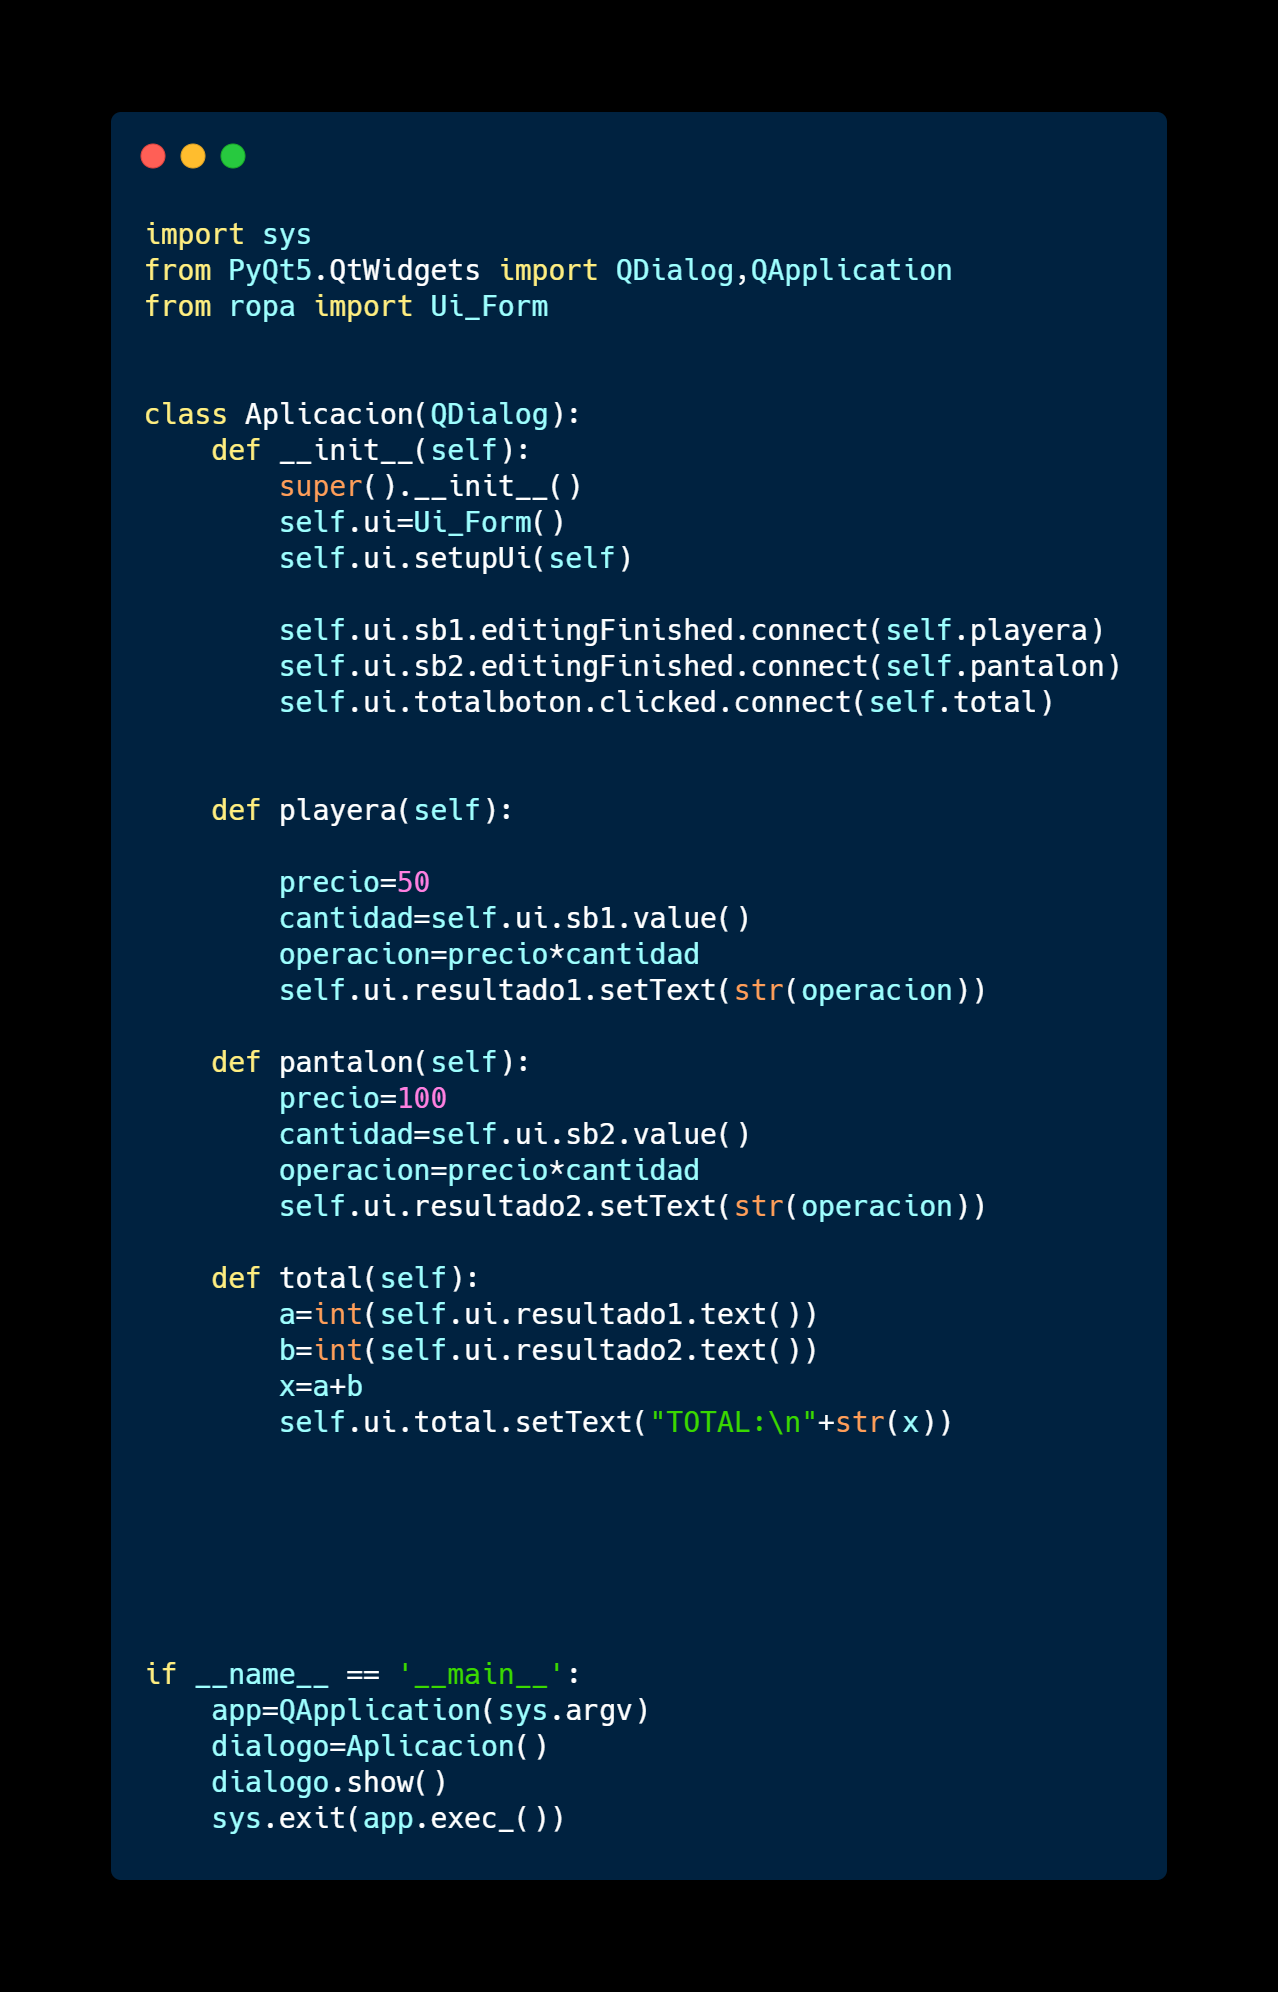 import sys
from PyQt5.QtWidgets import QDialog,QApplication
from ropa import Ui_Form
class Aplicacion(QDialog):
    def __init__(self):
        super().__init__()
        self.ui=Ui_Form()
        self.ui.setupUi(self)
        self.ui.sb1.editingFinished.connect(self.playera)
        self.ui.sb2.editingFinished.connect(self.pantalon)
        self.ui.totalboton.clicked.connect(self.total)
    def playera(self):
        precio=50
        cantidad=self.ui.sb1.value()
        operacion=precio*cantidad
        self.ui.resultado1.setText(str(operacion))
    def pantalon(self):
        precio=100
        cantidad=self.ui.sb2.value()
        operacion=precio*cantidad
        self.ui.resultado2.setText(str(operacion))
    def total(self):
        a=int(self.ui.resultado1.text())
        b=int(self.ui.resultado2.text())
        x=a+b
        self.ui.total.setText("TOTAL:\n"+str(x))
if __name__ == '__main__':
    app=QApplication(sys.argv)
    dialogo=Aplicacion()
    dialogo.show()
    sys.exit(app.exec_())